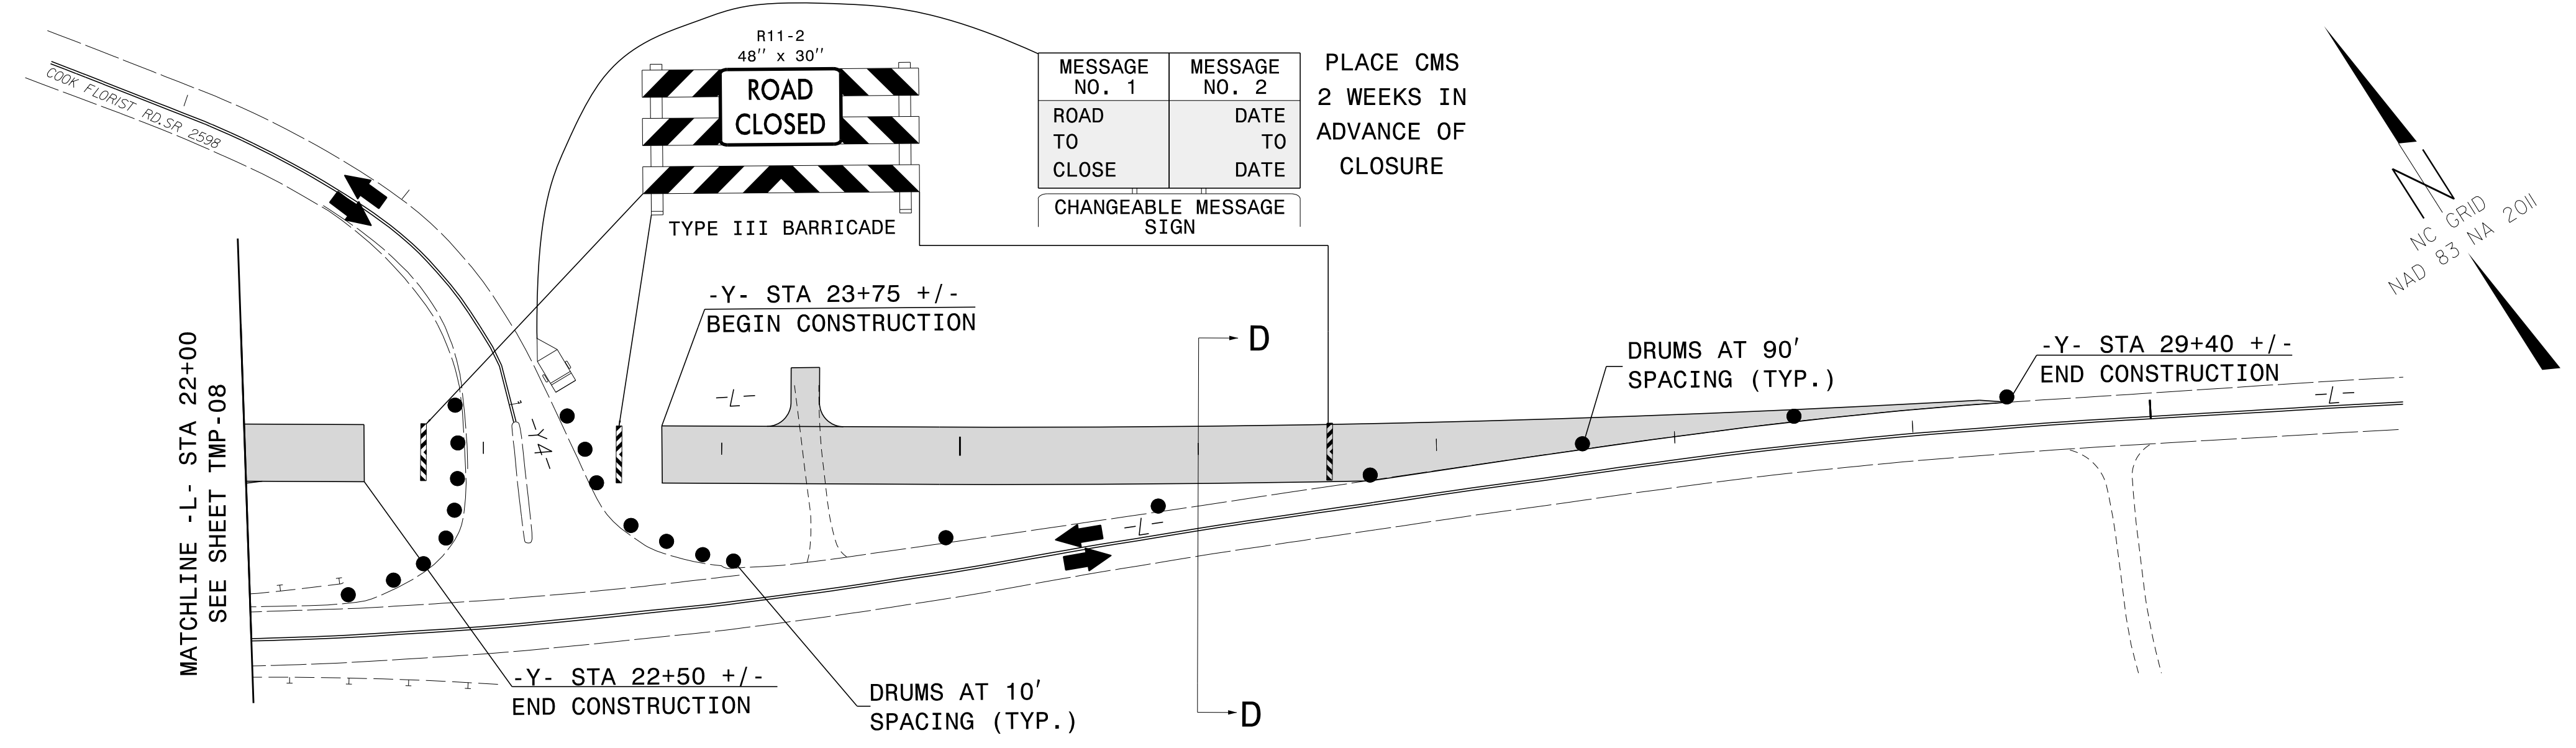 COOK FLORIST RD.SR 2598
R11-2
48'' x 30''
ROAD
CLOSED
TYPE III BARRICADE
MESSAGE
NO. 1
MESSAGE
NO. 2
ROAD
TO
CLOSE
DATE
TO
DATE
CHANGEABLE MESSAGE
SIGN
PLACE CMS
2 WEEKS IN
ADVANCE OF
CLOSURE
N
NC GRID
NAD 83 NA 2011
MATCHLINE -L- STA 22+00
SEE SHEET TMP-08
-Y- STA 23+75 +/-
BEGIN CONSTRUCTION
-L-
-Y4-
D
DRUMS AT 90'
SPACING (TYP.)
-Y- STA 29+40 +/-
END CONSTRUCTION
-L-
-L-
-Y- STA 22+50 +/-
END CONSTRUCTION
DRUMS AT 10'
SPACING (TYP.)
D